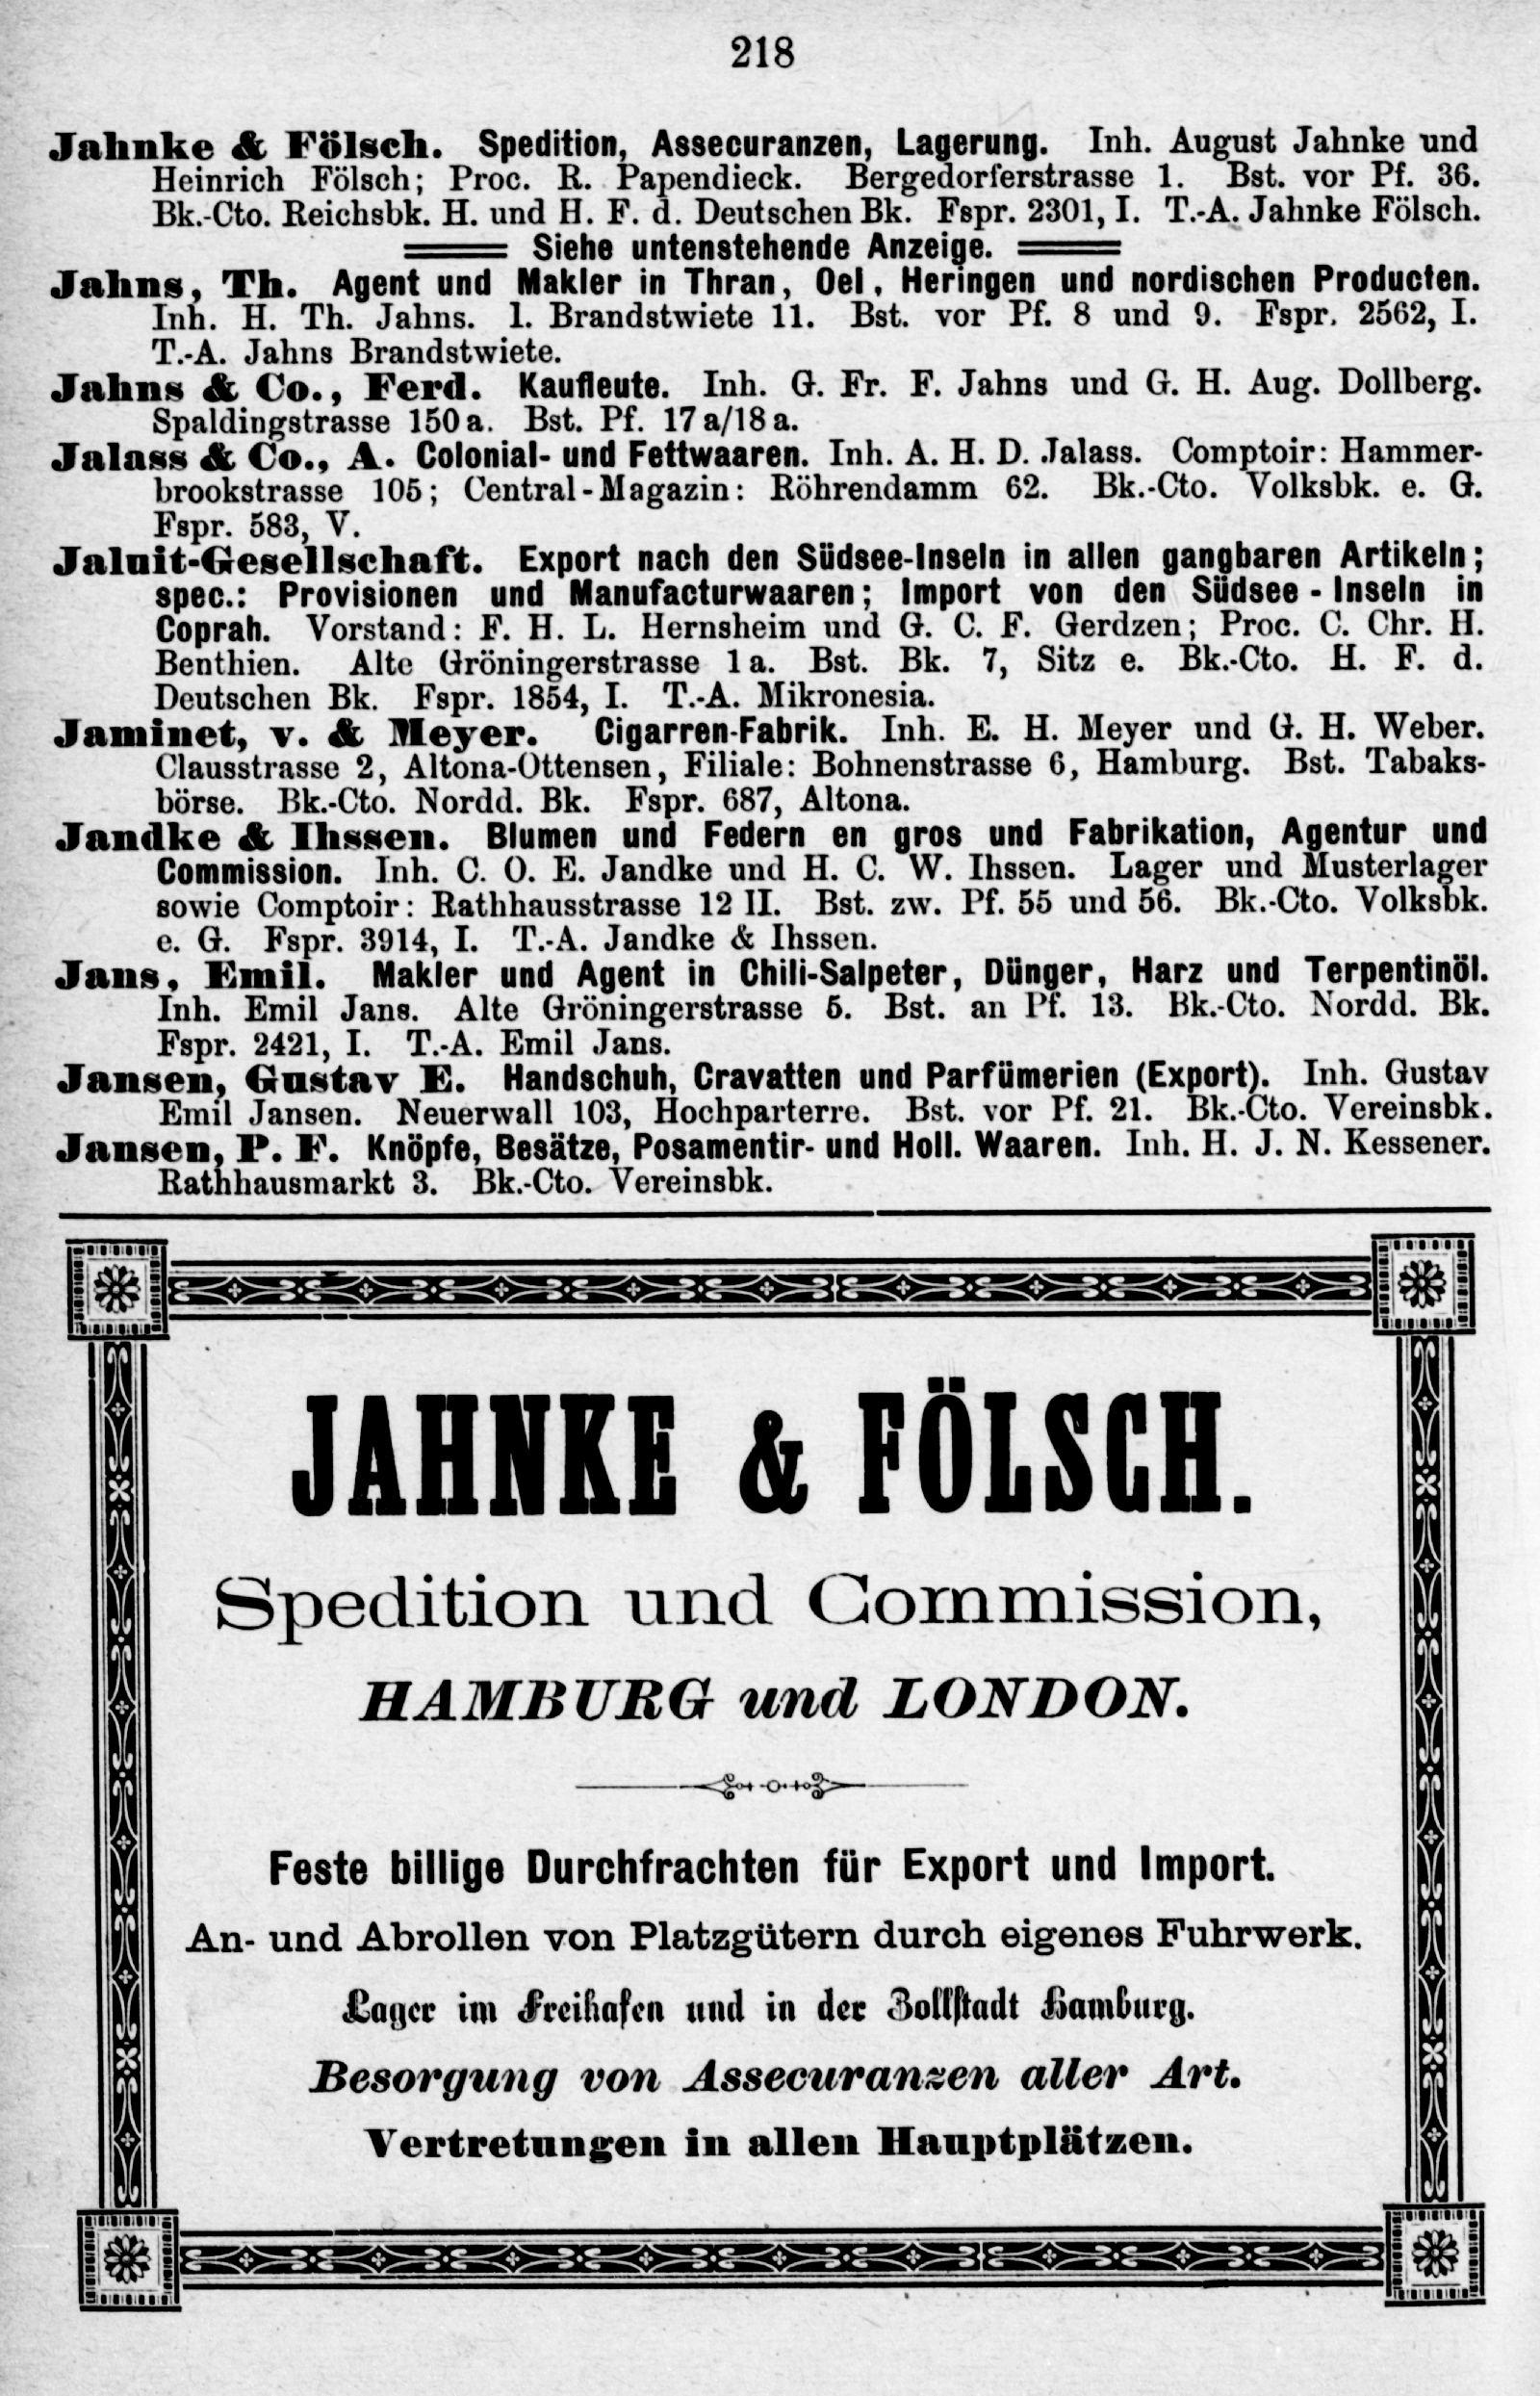 218
Jahnke & Fölsch. Spedition, Assecuranzen, Lagerung. Inh. August Jahnke und
Heinrich Fölsch; Proc. R. Papendieck. Bergedorferstrasse 1. Bst. vor Pf. 36.
Bk.-Cto. Reichsbk. H. und H. F. d. Deutschen Bk. Fspr. 2301, I. T.-A. Jahnke Fölsch.
Siehe untenstehende Anzeige.
Jahns, Th. Agent und Makler in Thran, Oel, Heringen und nordischen Producten.
Inh. H. Th. Jahns. 1. Brandstwiete 11. Bst. vor Pf. 8 und 9. Fspr. 2562, I.
T.-A. Jahns Brandstwiete.
Jahns & Co., Ferd. Kaufleute. Inh. G. Fr. F. Jahns und G. H. Aug. Dollberg.
Spaldingstrasse 150 a. Bst. Pf. 17 a/18 a.
Jalass & Co., A. Colonial- und Fettwaaren. Inh. A. H. D. Jalass. Comptoir: Hammer-
brookstrasse 105; Central-Magazin: Röhrendamm 62. Bk.-Cto. Volksbk. e. G.
Fspr. 583, V.
Jaluit-Gesellschaft. Export nach den Südsee-Inseln in allen gangbaren Artikeln;
spec.: Provisionen und Manufacturwaaren; Import von den Südsee-Inseln in
Coprah. Vorstand: F. H. L. Hernsheim und G. C. F. Gerdzen; Proc. C. Chr. H.
Benthien. Alte Gröningerstrasse 1 a. Bst. Bk. 7, Sitz e. Bk.-Cto. H. F. d.
Deutschen Bk. Fspr. 1854, I. T.-A. Mikronesia.
Jaminet, v. & Meyer. Cigarren-Fabrik. Inh. E. H. Meyer und G. H. Weber.
Clausstrasse 2, Altona-Ottensen, Filiale: Bohnenstrasse 6, Hamburg. Bst. Tabaks-
börse. Bk.-Cto. Nordd. Bk. Fspr. 687, Altona.
Jandke & Ihssen. Blumen und Federn en gros und Fabrikation, Agentur und
Commission. Inh. C. O. E. Jandke und H. C. W. Ihssen. Lager und Musterlager
sowie Comptoir: Rathhausstrasse 12 II. Bst. zw. Pf. 55 und 56. Bk.-Cto. Volksbk.
e. G. Fspr. 3914, I. T.-A. Jandke & Ihssen.
Jans, Emil. Makler und Agent in Chili-Salpeter, Dünger, Harz und Terpentinöl.
Inh. Emil Jans. Alte Gröningerstrasse 5. Bst. an Pf. 13. Bk.-Cto. Nordd. Bk.
Fspr. 2421, I. T.-A. Emil Jans.
Jansen, Gustav E. Handschuh, Cravatten und Parfümerien (Export). Inh. Gustav
Emil Jansen. Neuerwall 103, Hochparterre. Bst. vor Pf. 21. Bk.-Cto. Vereinsbk.
Jansen, P. F. Knöpfe, Besätze, Posamentir- und Holl. Waaren. Inh. H. J. N. Kessener.
Rathhausmarkt 3. Bk.-Cto. Vereinsbk.
JAHNKE & FÖLSCH.
Spedition und Commission,
HAMBURG und LONDON.
Feste billige Durchfrachten für Export und Import.
An- und Abrollen von Platzgütern durch eigenes Fuhrwerk.
Lager im Freihafen und in der Zollstadt Hamburg.
Besorgung von Assecuranzen aller Art.
Vertretungen in allen Hauptplätzen.